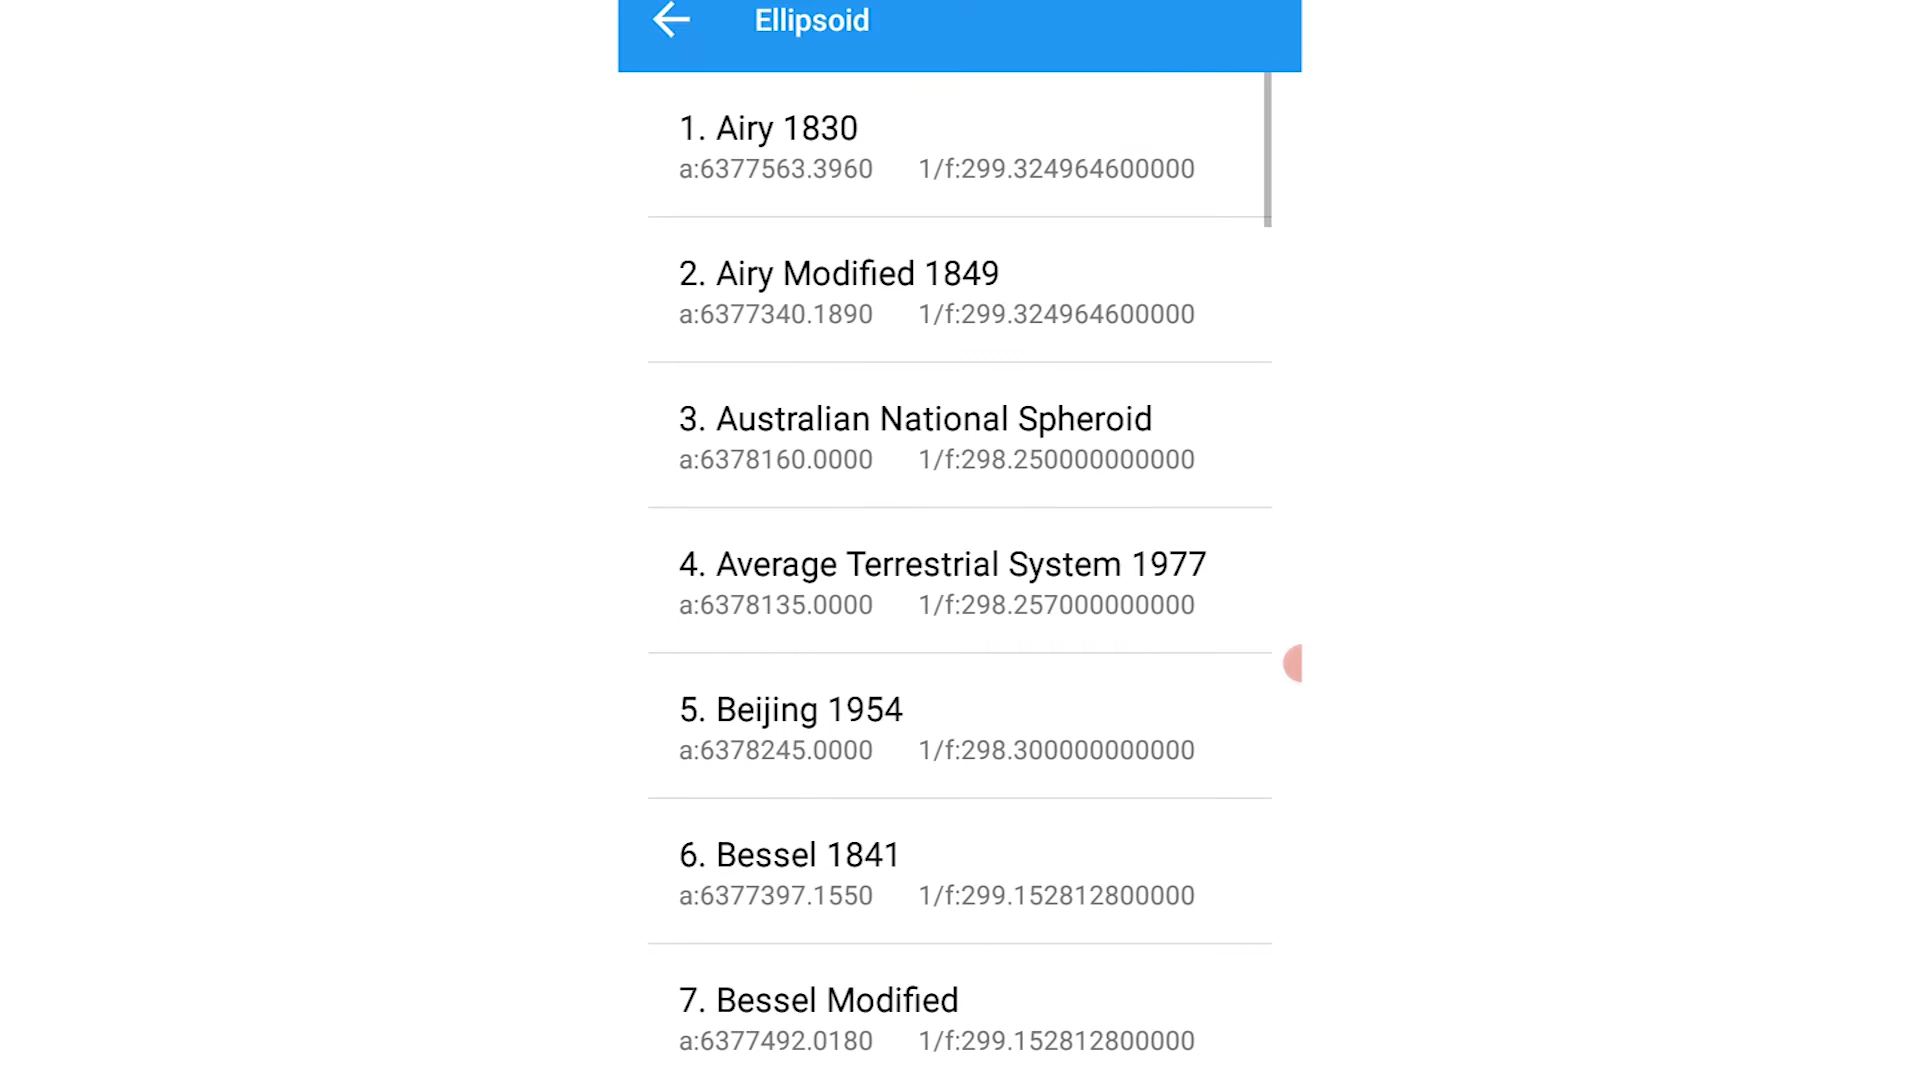 Ellipsoid
1. Airy 1830
a:6377563.3960 1/f:299.324964600000
2. Airy Modified 1849
a:6377340.1890 1/f:299.324964600000
3. Australian National Spheroid
a:6378160.0000 1/f:298.250000000000
4. Average Terrestrial System 1977
a:6378135.0000 1/f:298.257000000000
5. Beijing 1954
a:6378245.0000 1/f:298.300000000000
6. Bessel 1841
a:6377397.1550 1/f:299.152812800000
7. Bessel Modified
a:6377492.0180 1/f:299.152812800000